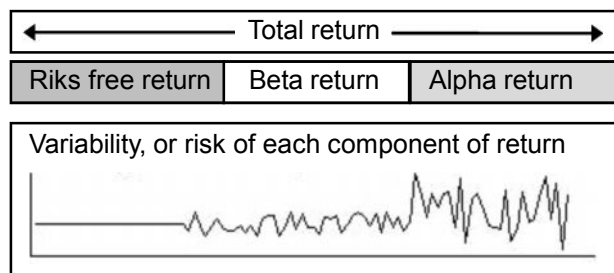 Total return
Riks free return Beta return Alpha return
Variability, or risk of each component of return